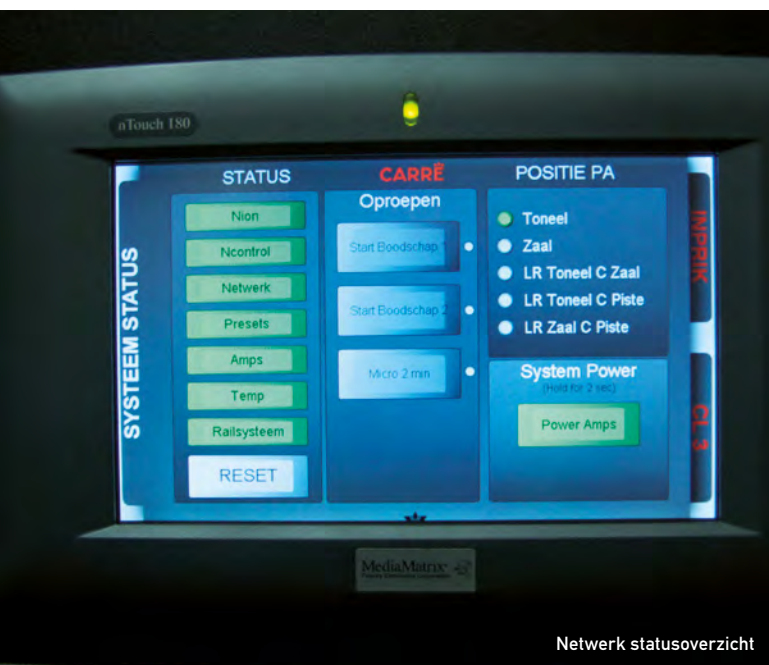 nTouch 180
SYSTEEM STATUS
STATUS
Nion
Ncontrol
Netwerk
Presets
Amps
Temp
Railsysteem
RESET
CARRÉ
Oproepen
Start Boodschap 1
Start Boodschap 2
Micro 2 min
POSITIE PA
Toneel
Zaal
LR Toneel C Zaal
LR Toneel C Piste
LR Zaal C Piste
System Power
(Hold for 2 sec)
Power Amps
INPRIK
CL 3
MediaMatrix
Netwerk statusoverzicht